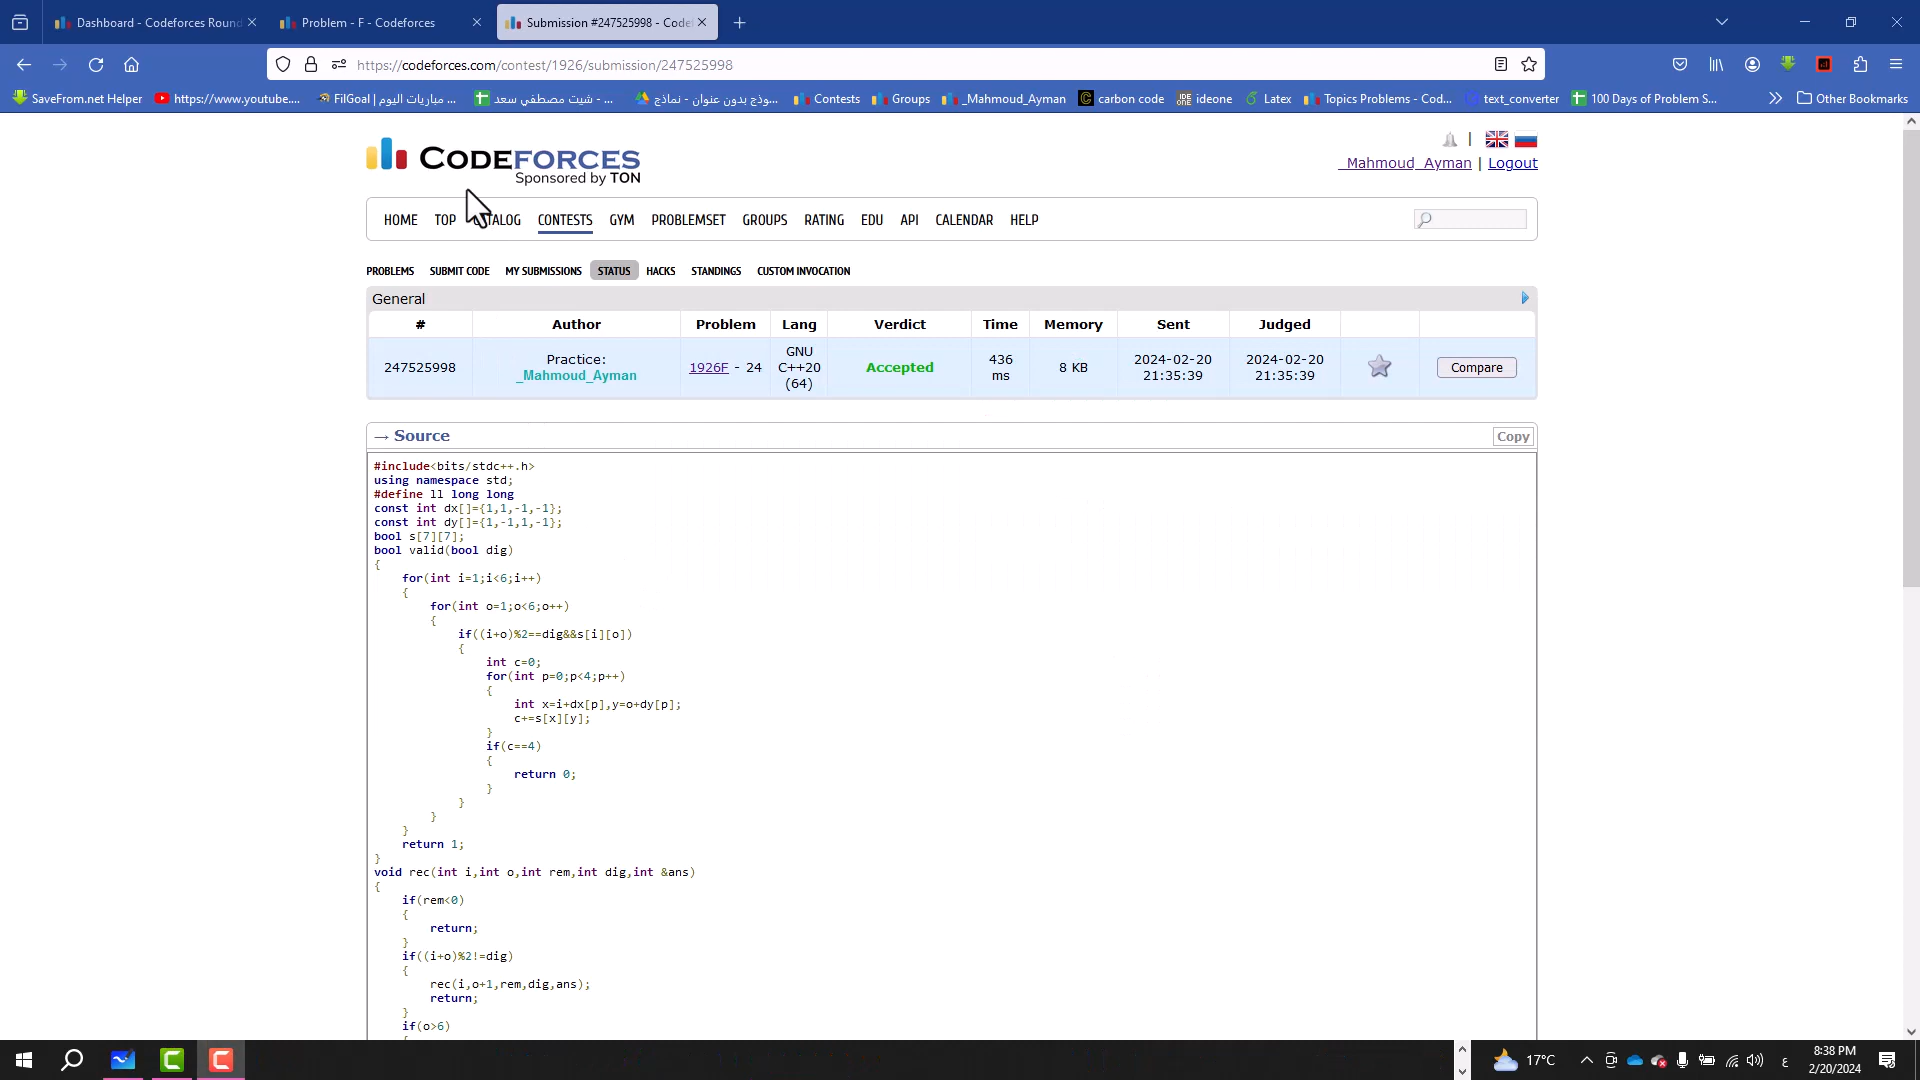 Dashboard - Codeforces Round
Problem - F - Codeforces
Submission #247525998 - Code
https://codeforces.com/contest/1926/submission/247525998
SaveFrom.net Helper
https://www.youtube....
FilGoal | مباريات اليوم ...
شيت مصطفي سعد - ...
...وذج بدون عنوان - نماذج
Contests
Groups
_Mahmoud_Ayman
carbon code
ideone
Latex
Topics Problems - Cod...
text_converter
100 Days of Problem S...
Other Bookmarks
CODEFORCES
Sponsored by TON
_Mahmoud_Ayman | Logout
HOME TOP CATALOG CONTESTS GYM PROBLEMSET GROUPS RATING EDU API CALENDAR HELP
PROBLEMS SUBMIT CODE MY SUBMISSIONS STATUS HACKS STANDINGS CUSTOM INVOCATION
General
# Author Problem Lang Verdict Time Memory Sent Judged
247525998 Practice: _Mahmoud_Ayman 1926F - 24 GNU C++20 (64) Accepted 436 ms 8 KB 2024-02-20 21:35:39 2024-02-20 21:35:39 Compare
→ Source
Copy
#include<bits/stdc++.h>
using namespace std;
#define ll long long
const int dx[]={1,1,-1,-1};
const int dy[]={1,-1,1,-1};
bool s[7][7];
bool valid(bool dig)
{
for(int i=1;i<6;i++)
{
for(int o=1;o<6;o++)
{
if((i+o)%2==dig&&s[i][o])
{
int c=0;
for(int p=0;p<4;p++)
{
int x=i+dx[p],y=o+dy[p];
c+=s[x][y];
}
if(c==4)
{
return 0;
}
}
}
}
return 1;
}
void rec(int i,int o,int rem,int dig,int &ans)
{
if(rem<0)
{
return;
}
if((i+o)%2!=dig)
{
rec(i,o+1,rem,dig,ans);
return;
}
if(o>6)
{
17°C
ع
8:38 PM
2/20/2024